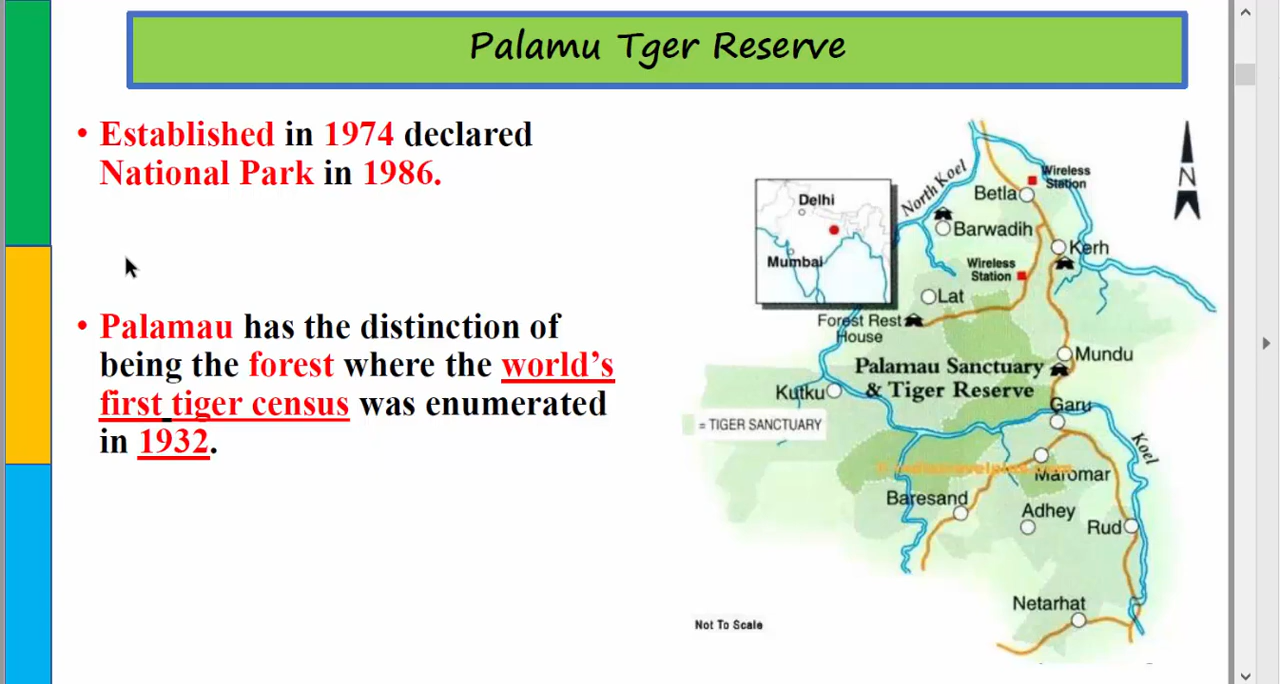 Palamu Tger Reserve
• Established in 1974 declared
National Park in 1986.
• Palamau has the distinction of
being the forest where the world's
first tiger census was enumerated
in 1932.
Delhi
Mumbai
North Koel
Wireless
Station
Betla
Barwadih
N
Kerh
Wireless
Station
Lat
Forest Rest
House
Mundu
Palamau Sanctuary
& Tiger Reserve
Kutku
Garu
= TIGER SANCTUARY
Koel
Maromar
Baresand
Adhey
Rud
Netarhat
Not To Scale